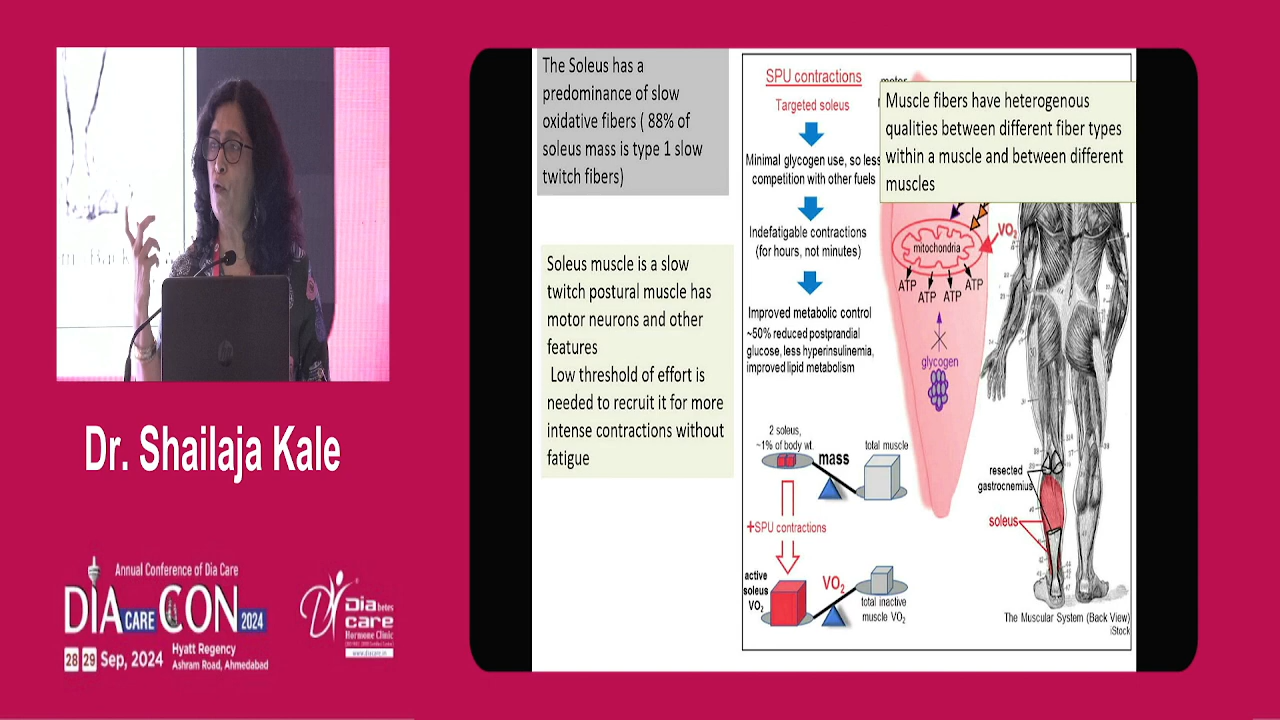 The Soleus has a
predominance of slow
oxidative fibers ( 88% of
soleus mass is type 1 slow
twitch fibers)
Soleus muscle is a slow
twitch postural muscle has
motor neurons and other
features
Low threshold of effort is
needed to recruit it for more
intense contractions without
fatigue
SPU contractions
Targeted soleus
Minimal glycogen use, so less
competition with other fuels
Indefatigable contractions
(for hours, not minutes)
Improved metabolic control
~50% reduced postprandial
glucose, less hyperinsulinemia,
improved lipid metabolism
Muscle fibers have heterogenous
qualities between different fiber types
within a muscle and between different
muscles
VO2
mitochondria
ATP
ATP
ATP
ATP
glycogen
2 soleus,
~1% of body wt.
mass
total muscle
+SPU contractions
active
soleus
VO2
VO2
total inactive
muscle VO2
resected
gastrocnemius
soleus
The Muscular System (Back View)
iStock
Dr. Shailaja Kale
Annual Conference of Dia Care
DIA CARE CON 2024
28 29 Sep, 2024
Hyatt Regency
Ashram Road, Ahmedabad
Diabetes
care
Hormone Clinic